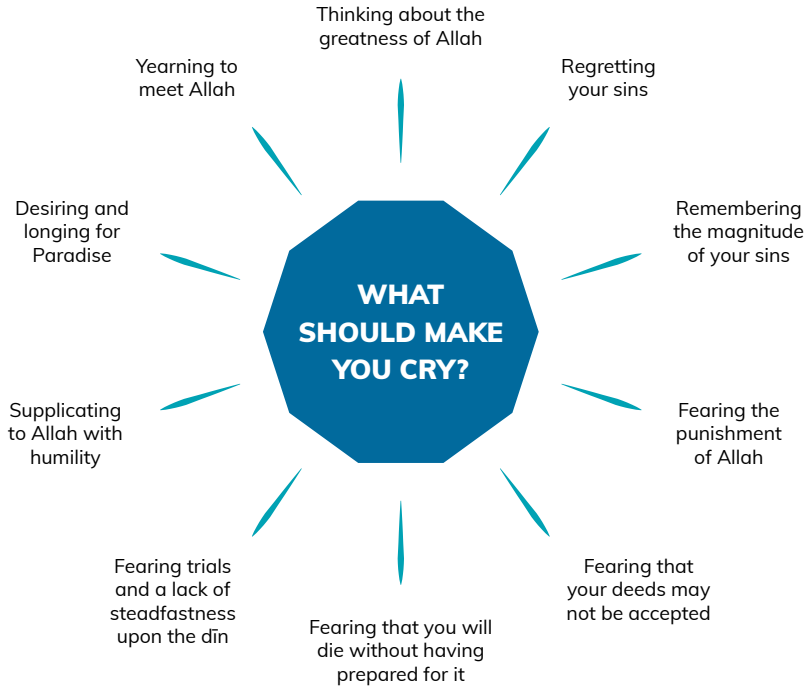 Thinking about the
greatness of Allah
Regretting
your sins
Remembering
the magnitude
of your sins
Fearing the
punishment
of Allah
Fearing that
your deeds may
not be accepted
Fearing that you will
die without having
prepared for it
Fearing trials
and a lack of
steadfastness
upon the dīn
Supplicating
to Allah with
humility
Desiring and
longing for
Paradise
Yearning to
meet Allah
WHAT
SHOULD MAKE
YOU CRY?